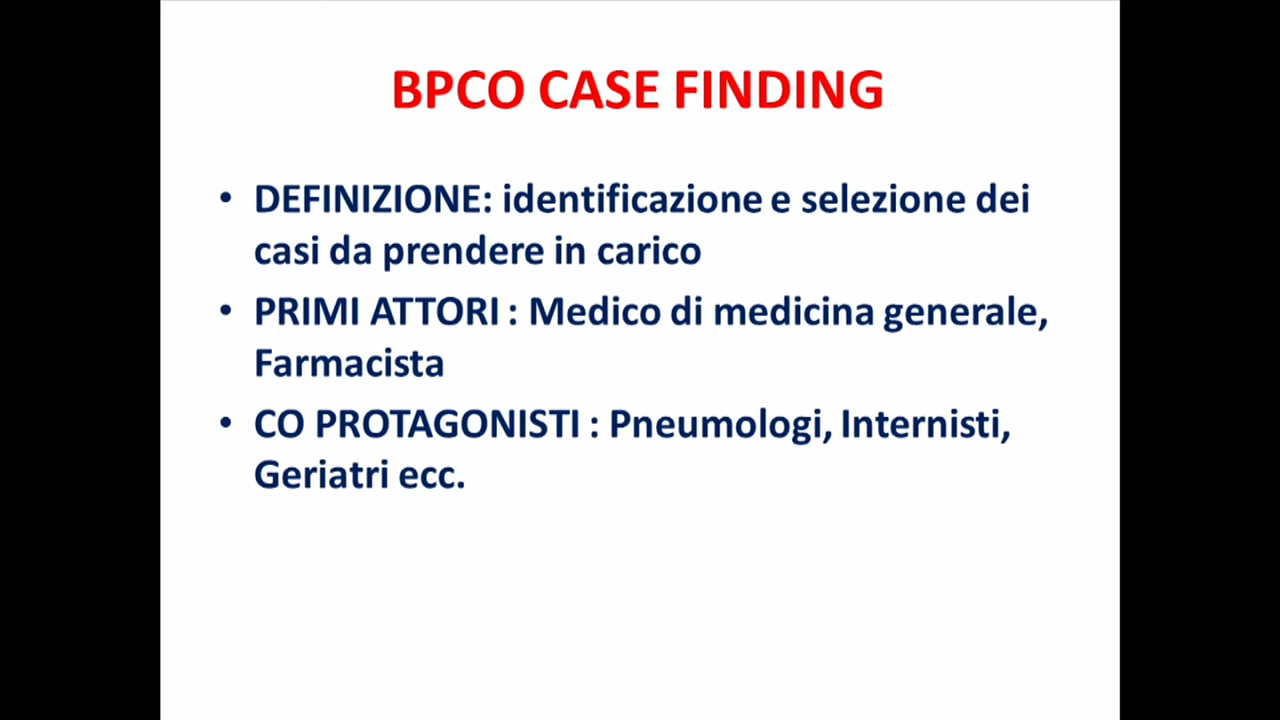 BPCO CASE FINDING
• DEFINIZIONE: identificazione e selezione dei
casi da prendere in carico
• PRIMI ATTORI : Medico di medicina generale,
Farmacista
• CO PROTAGONISTI : Pneumologi, Internisti,
Geriatri ecc.